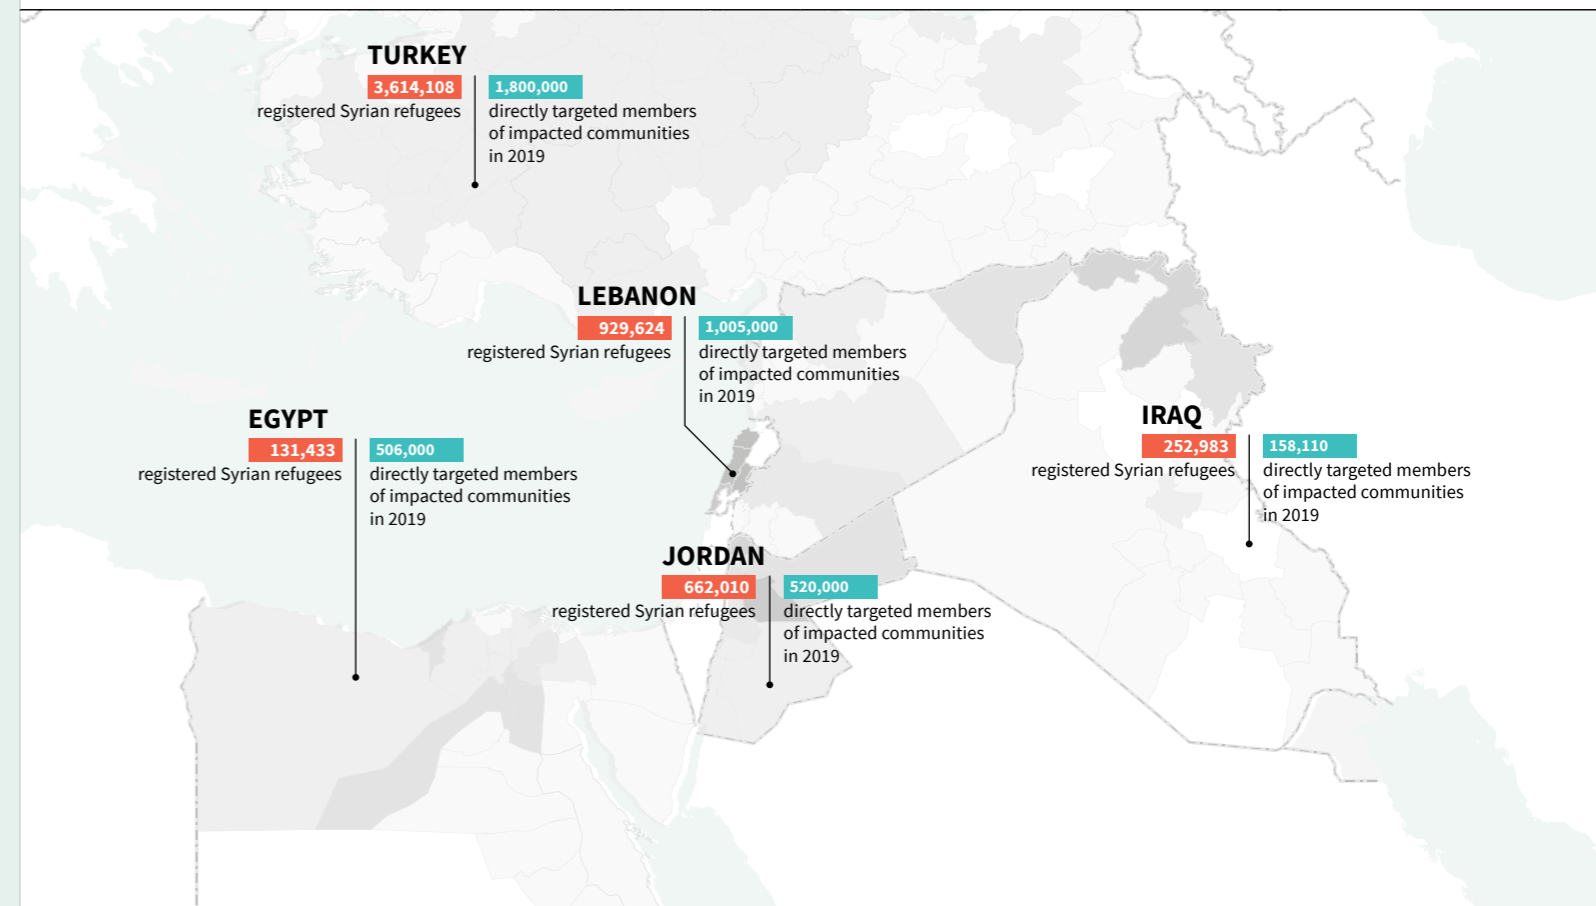 TURKEY
3,614,108
registered Syrian refugees
1,800,000
directly targeted members
of impacted communities
in 2019
LEBANON
929,624
registered Syrian refugees
1,005,000
directly targeted members
of impacted communities
in 2019
EGYPT
131,433
registered Syrian refugees
506,000
directly targeted members
of impacted communities
in 2019
IRAQ
252,983
registered Syrian refugees
158,110
directly targeted members
of impacted communities
in 2019
JORDAN
662,010
registered Syrian refugees
520,000
directly targeted members
of impacted communities
in 2019